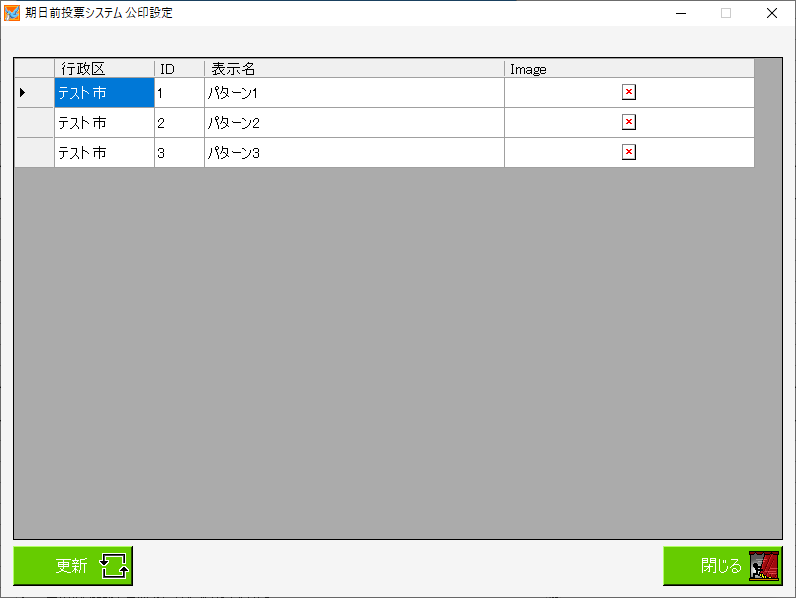 期日前投票システム 公印設定
行政区 ID 表示名 Image
テスト市 1 パターン1
テスト市 2 パターン2
テスト市 3 パターン3
更新 閉じる